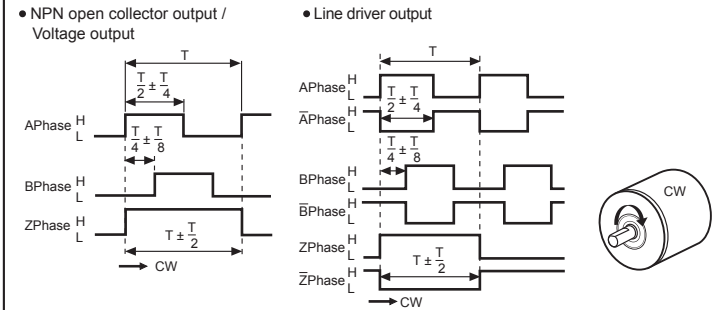 • NPN open collector output /
Voltage output
T
T/2 ± T/4
APhase H
L
T/4 ± T/8
BPhase H
L
ZPhase H
L
T ± T/2
CW
• Line driver output
T
APhase H
L
T/2 ± T/4
A̅Phase H
L
T/4 ± T/8
BPhase H
L
B̅Phase H
L
ZPhase H
L
T ± T/2
Z̅Phase H
L
CW
CW